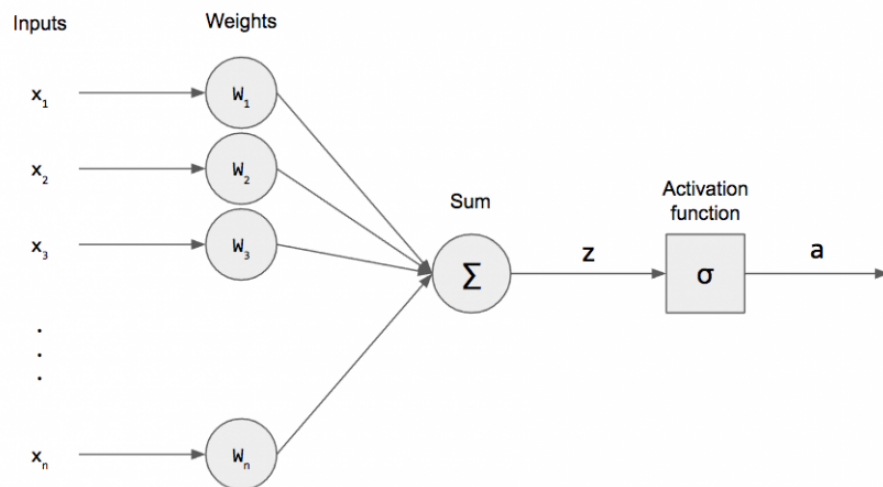 Inputs
Weights
x₁
W₁
x₂
W₂
x₃
W₃
.
.
.
xₙ
Wₙ
Sum
Σ
z
Activation
function
σ
a